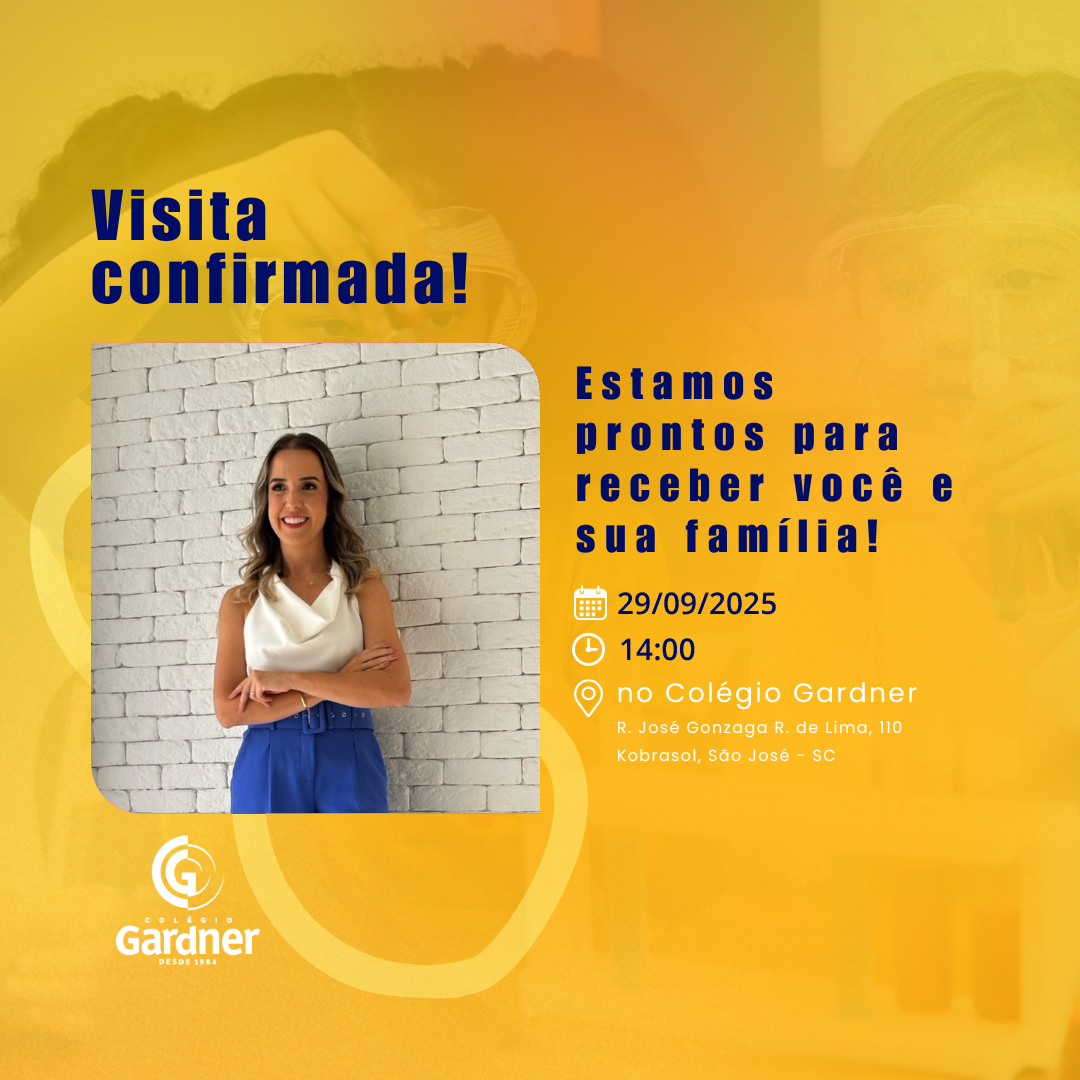 Visita
confirmada!
Estamos
prontos para
receber você e
sua família!
29/09/2025
14:00
no Colégio Gardner
R. José Gonzaga R. de Lima, 110
Kobrasol, São José - SC
G
COLÉGIO
Gardner
DESDE 1984